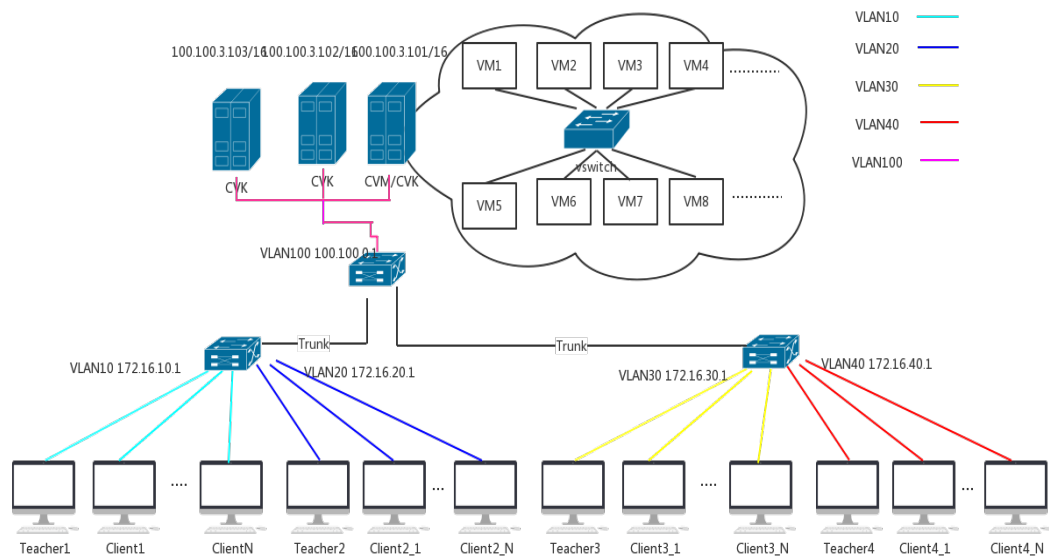 VLAN10
VLAN20
VLAN30
VLAN40
VLAN100
100.100.3.103/16 100.100.3.102/16 100.100.3.101/16
VM1 VM2 VM3 VM4 ..............
vswitch
CVK CVK CVM/CVK
VM5 VM6 VM7 VM8 ..............
VLAN100 100.100.0.1
Trunk Trunk
VLAN10 172.16.10.1 VLAN20 172.16.20.1 VLAN30 172.16.30.1 VLAN40 172.16.40.1
.... ... .... ...
Teacher1 Client1 ClientN Teacher2 Client2_1 Client2_N Teacher3 Client3_1 Client3_N Teacher4 Client4_1 Client4_N